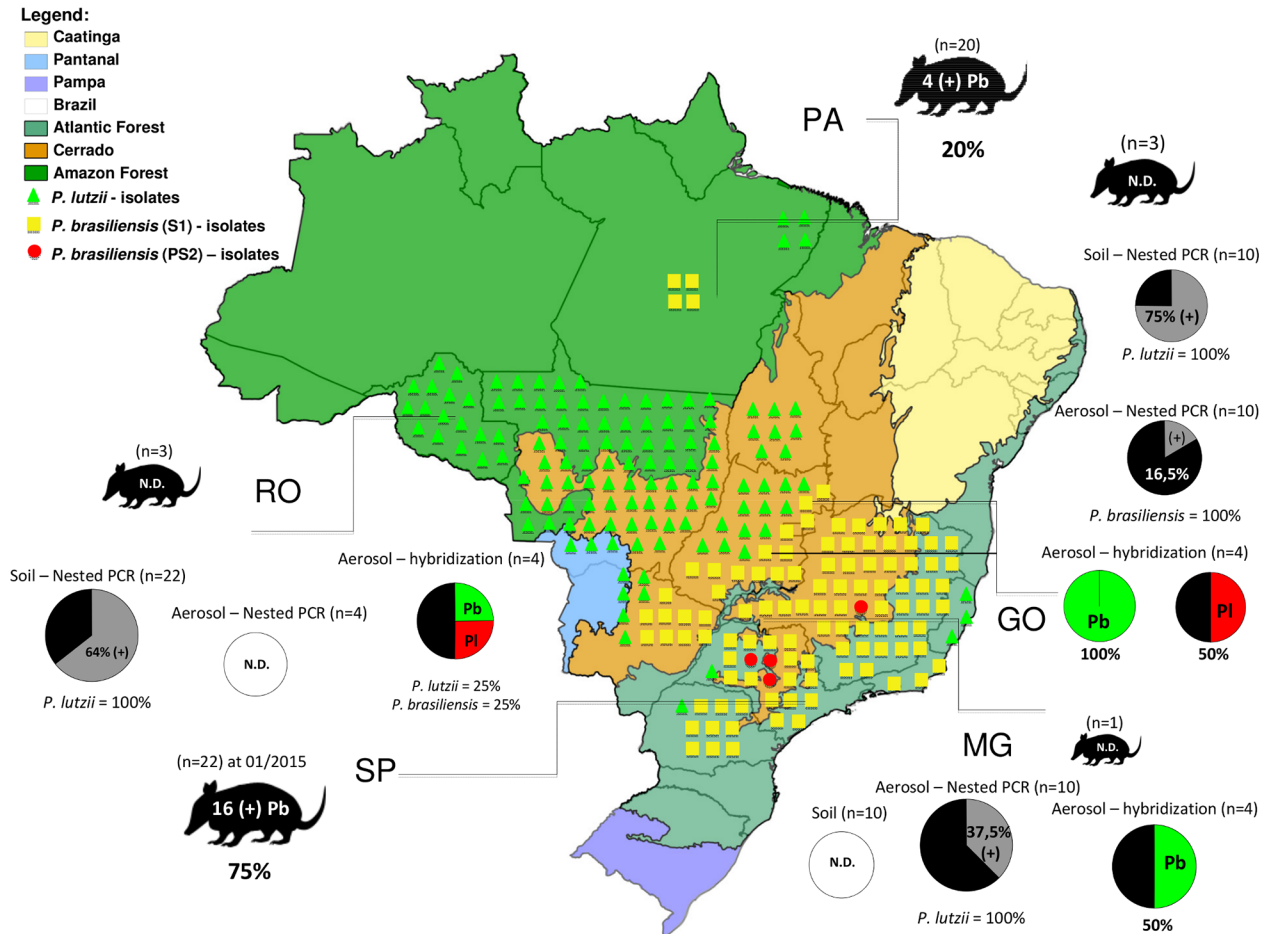 Legend:
Caatinga
Pantanal
Pampa
Brazil
Atlantic Forest
Cerrado
Amazon Forest
P. lutzii - isolates
P. brasiliensis (S1) - isolates
P. brasiliensis (PS2) – isolates
PA
(n=20)
4 (+) Pb
20%
(n=3)
N.D.
Soil – Nested PCR (n=10)
75% (+)
P. lutzii = 100%
Aerosol – Nested PCR (n=10)
(+)
16,5%
P. brasiliensis = 100%
Aerosol – hybridization (n=4)
Pb
100%
Pl
50%
GO
(n=3)
N.D.
RO
Soil – Nested PCR (n=22)
64% (+)
P. lutzii = 100%
Aerosol – Nested PCR (n=4)
N.D.
Aerosol – hybridization (n=4)
Pb
Pl
P. lutzii = 25%
P. brasiliensis = 25%
(n=22) at 01/2015
16 (+) Pb
75%
SP
MG
(n=1)
N.D.
Soil (n=10)
N.D.
Aerosol – Nested PCR (n=10)
37,5%
(+)
P. lutzii = 100%
Aerosol – hybridization (n=4)
Pb
50%